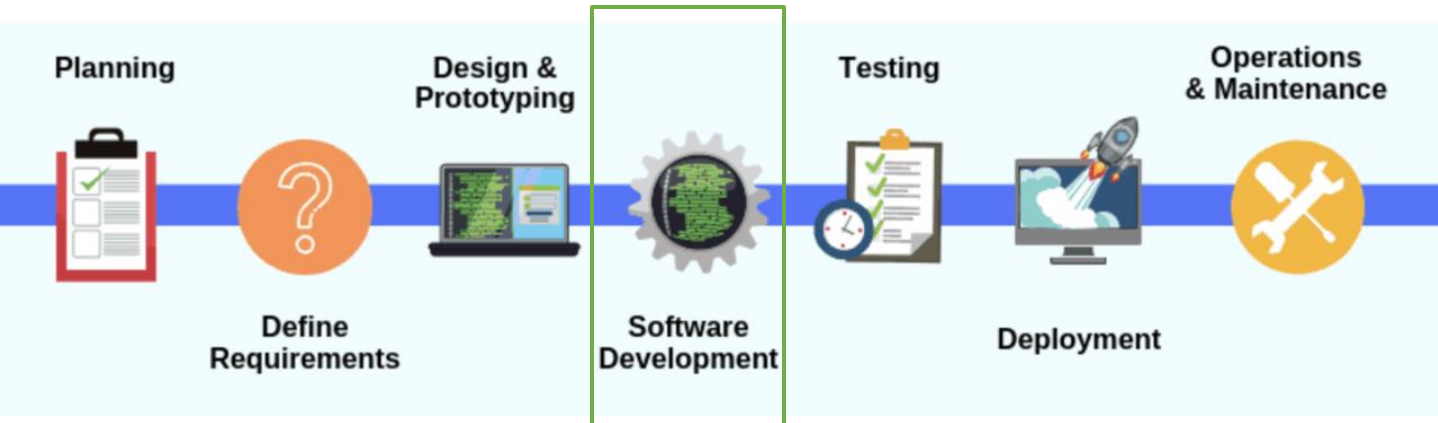 Planning
Define
Requirements
Design &
Prototyping
Software
Development
Testing
Deployment
Operations
& Maintenance